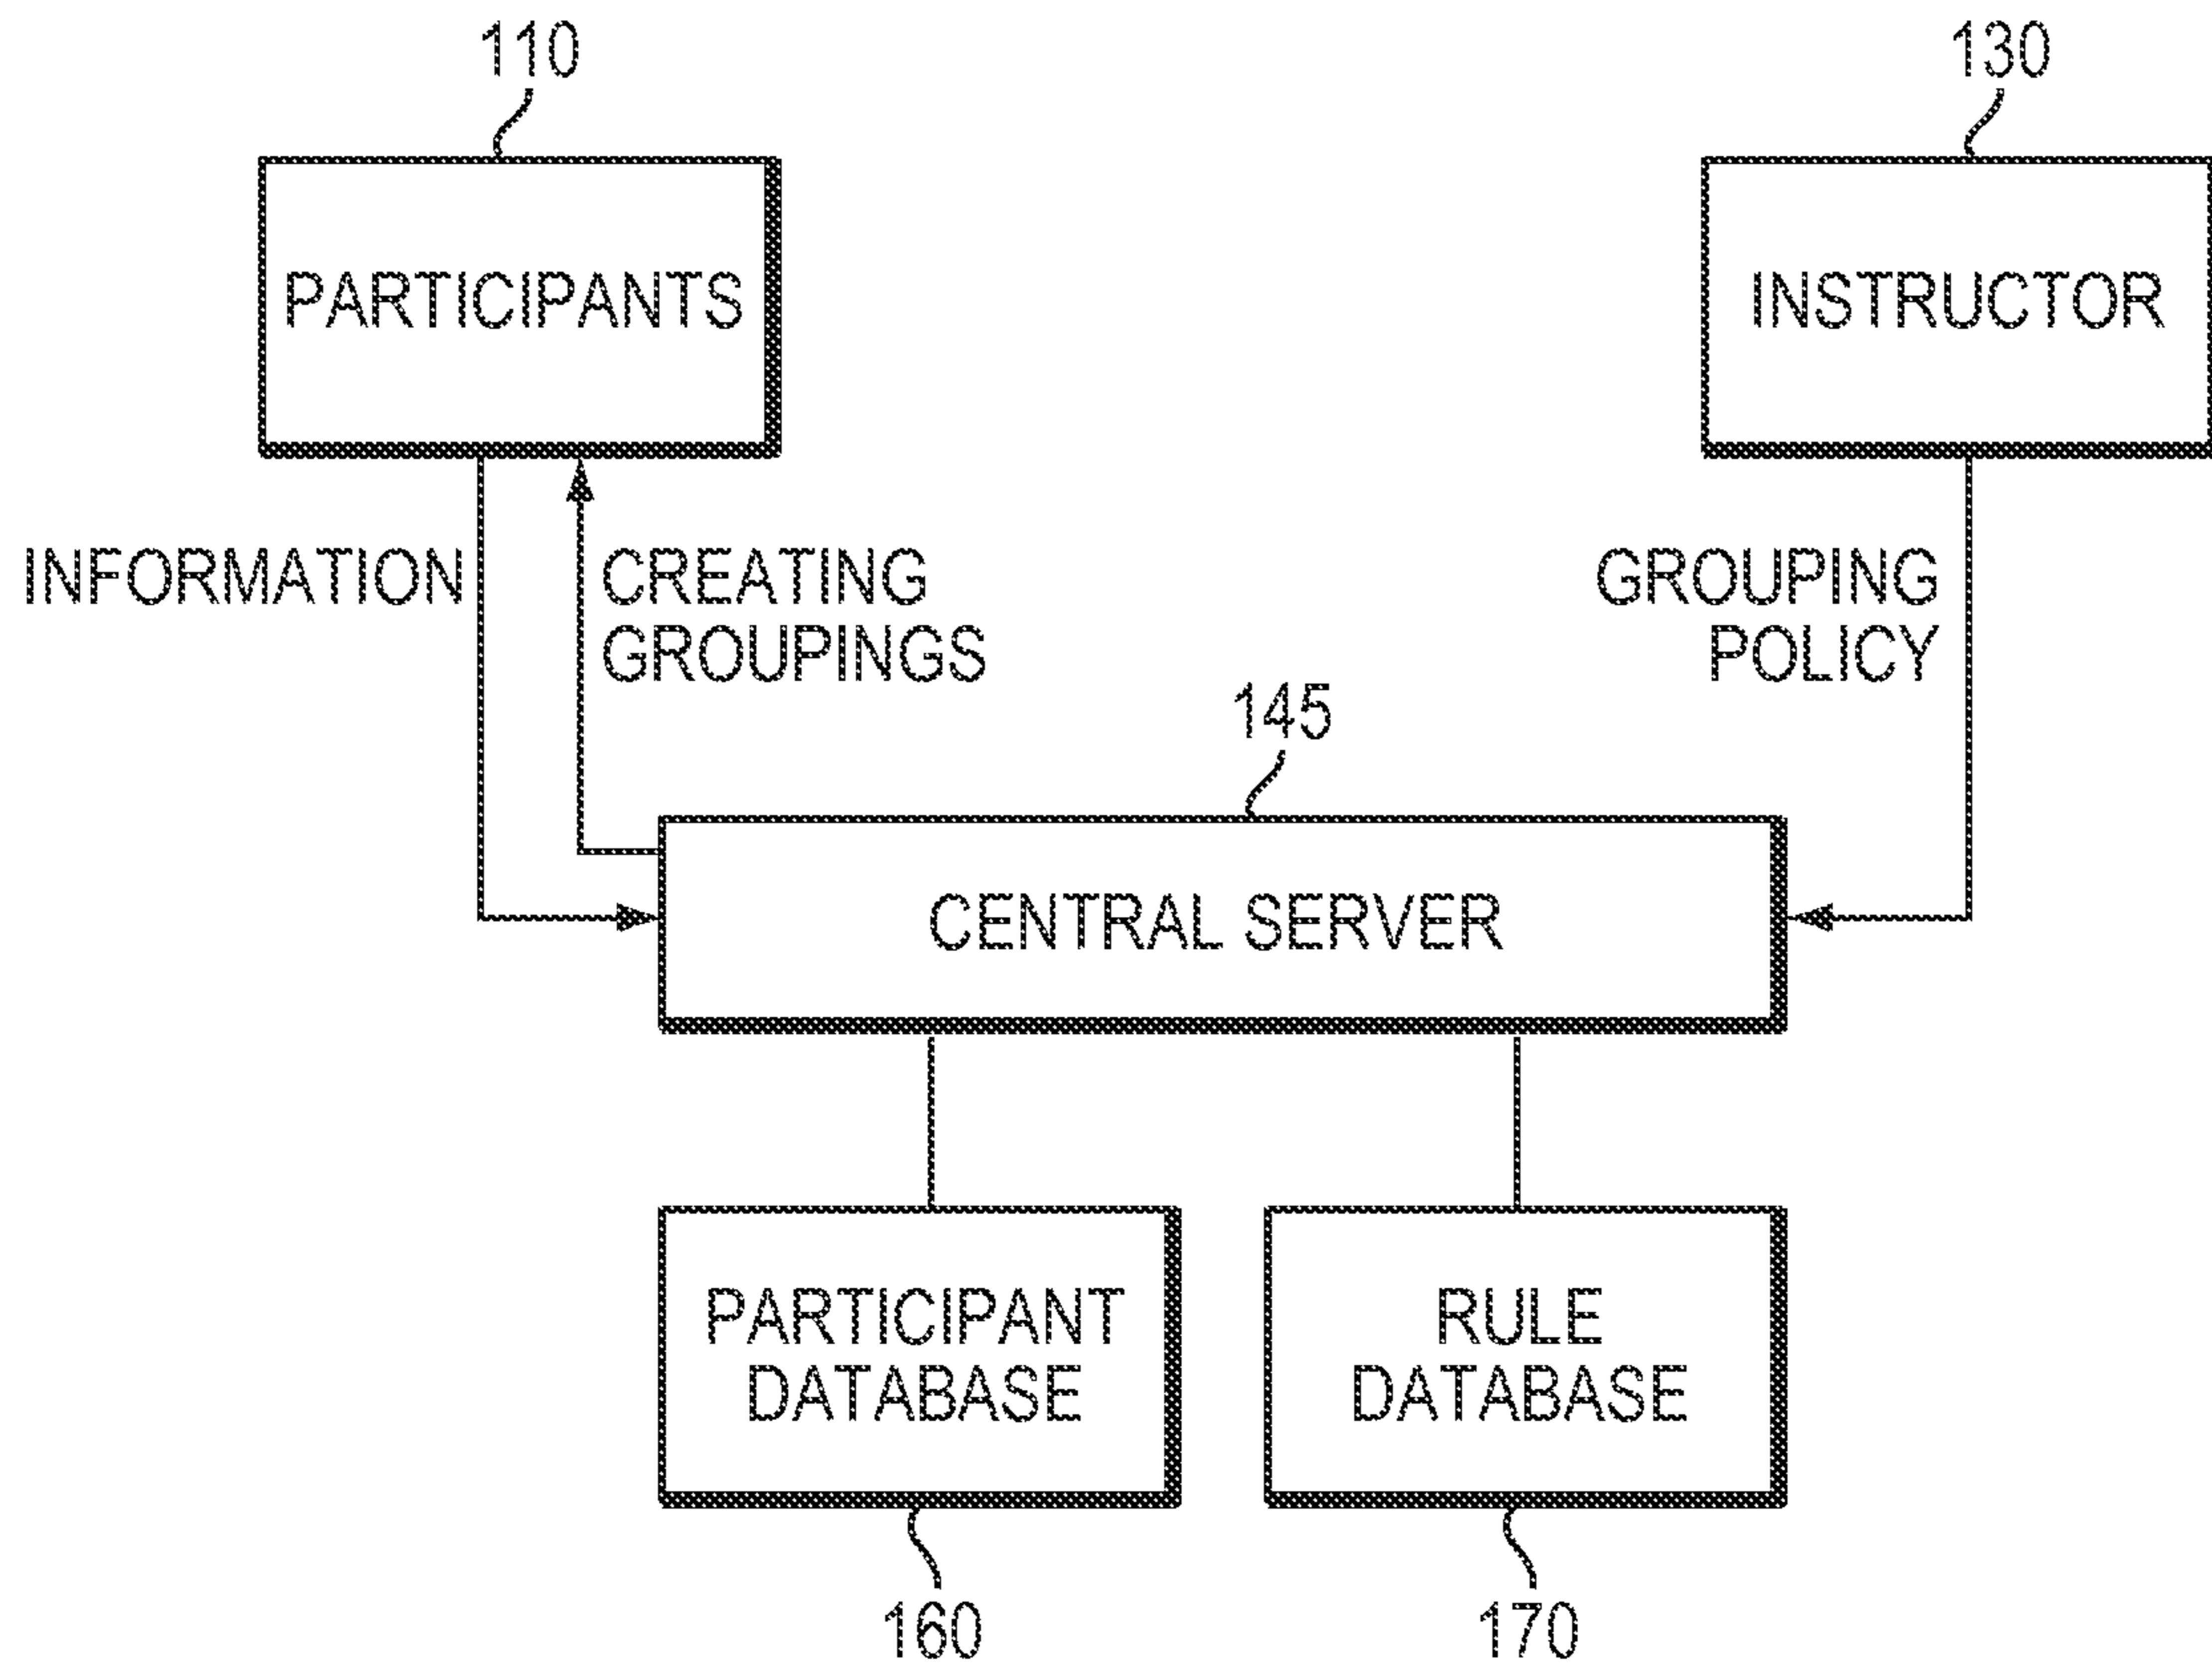 110
130
PARTICIPANTS
INSTRUCTOR
INFORMATION
CREATING
GROUPINGS
GROUPING
POLICY
145
CENTRAL SERVER
PARTICIPANT
DATABASE
RULE
DATABASE
160
170